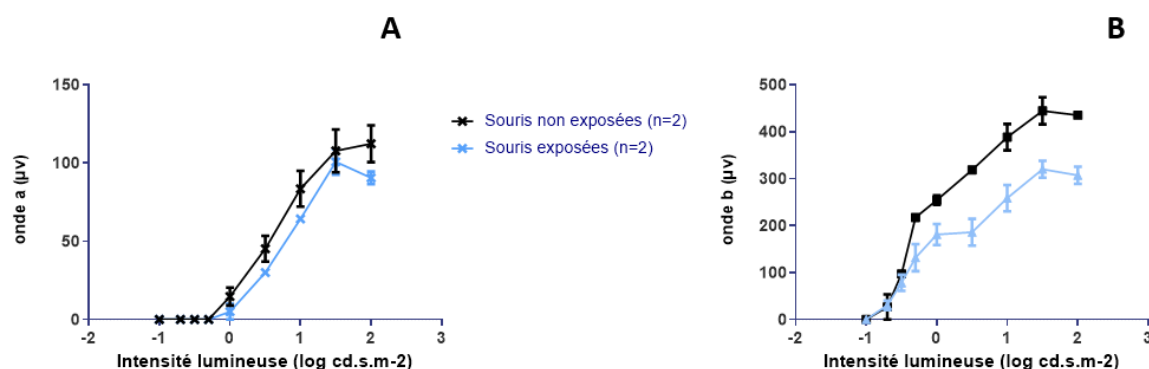 A
B
150
100
50
0
-2
-1
0
1
2
3
onde a (µv)
Intensité lumineuse (log cd.s.m-2)
Souris non exposées (n=2)
Souris exposées (n=2)
500
400
300
200
100
0
-2
-1
0
1
2
3
onde b (µv)
Intensité lumineuse (log cd.s.m-2)